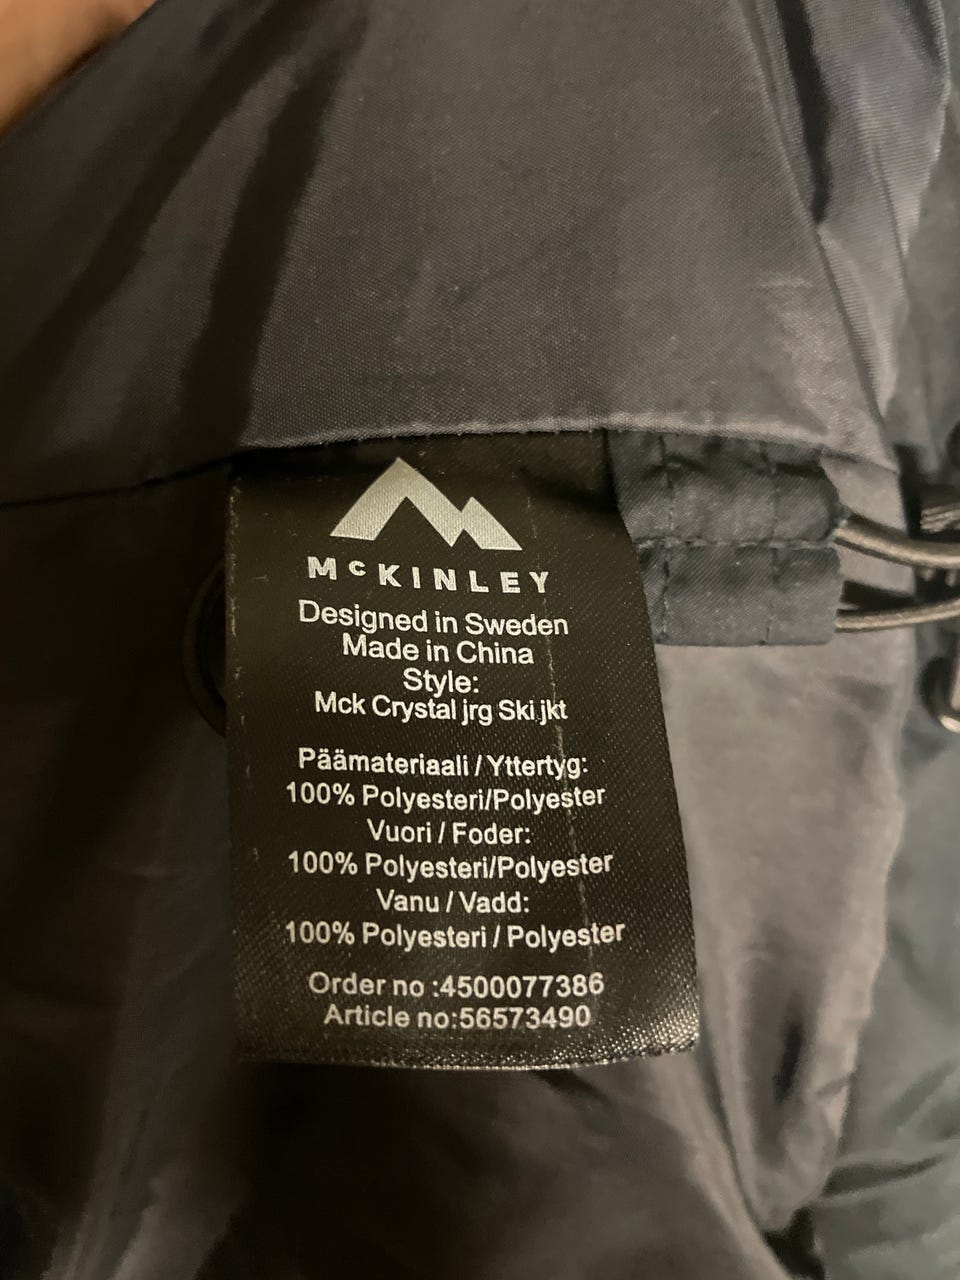 McKINLEY
Designed in Sweden
Made in China
Style:
Mck Crystal jrg Ski jkt
Päämateriaali / Yttertyg:
100% Polyesteri/Polyester
Vuori / Foder:
100% Polyesteri/Polyester
Vanu / Vadd:
100% Polyesteri / Polyester
Order no :4500077386
Article no:56573490